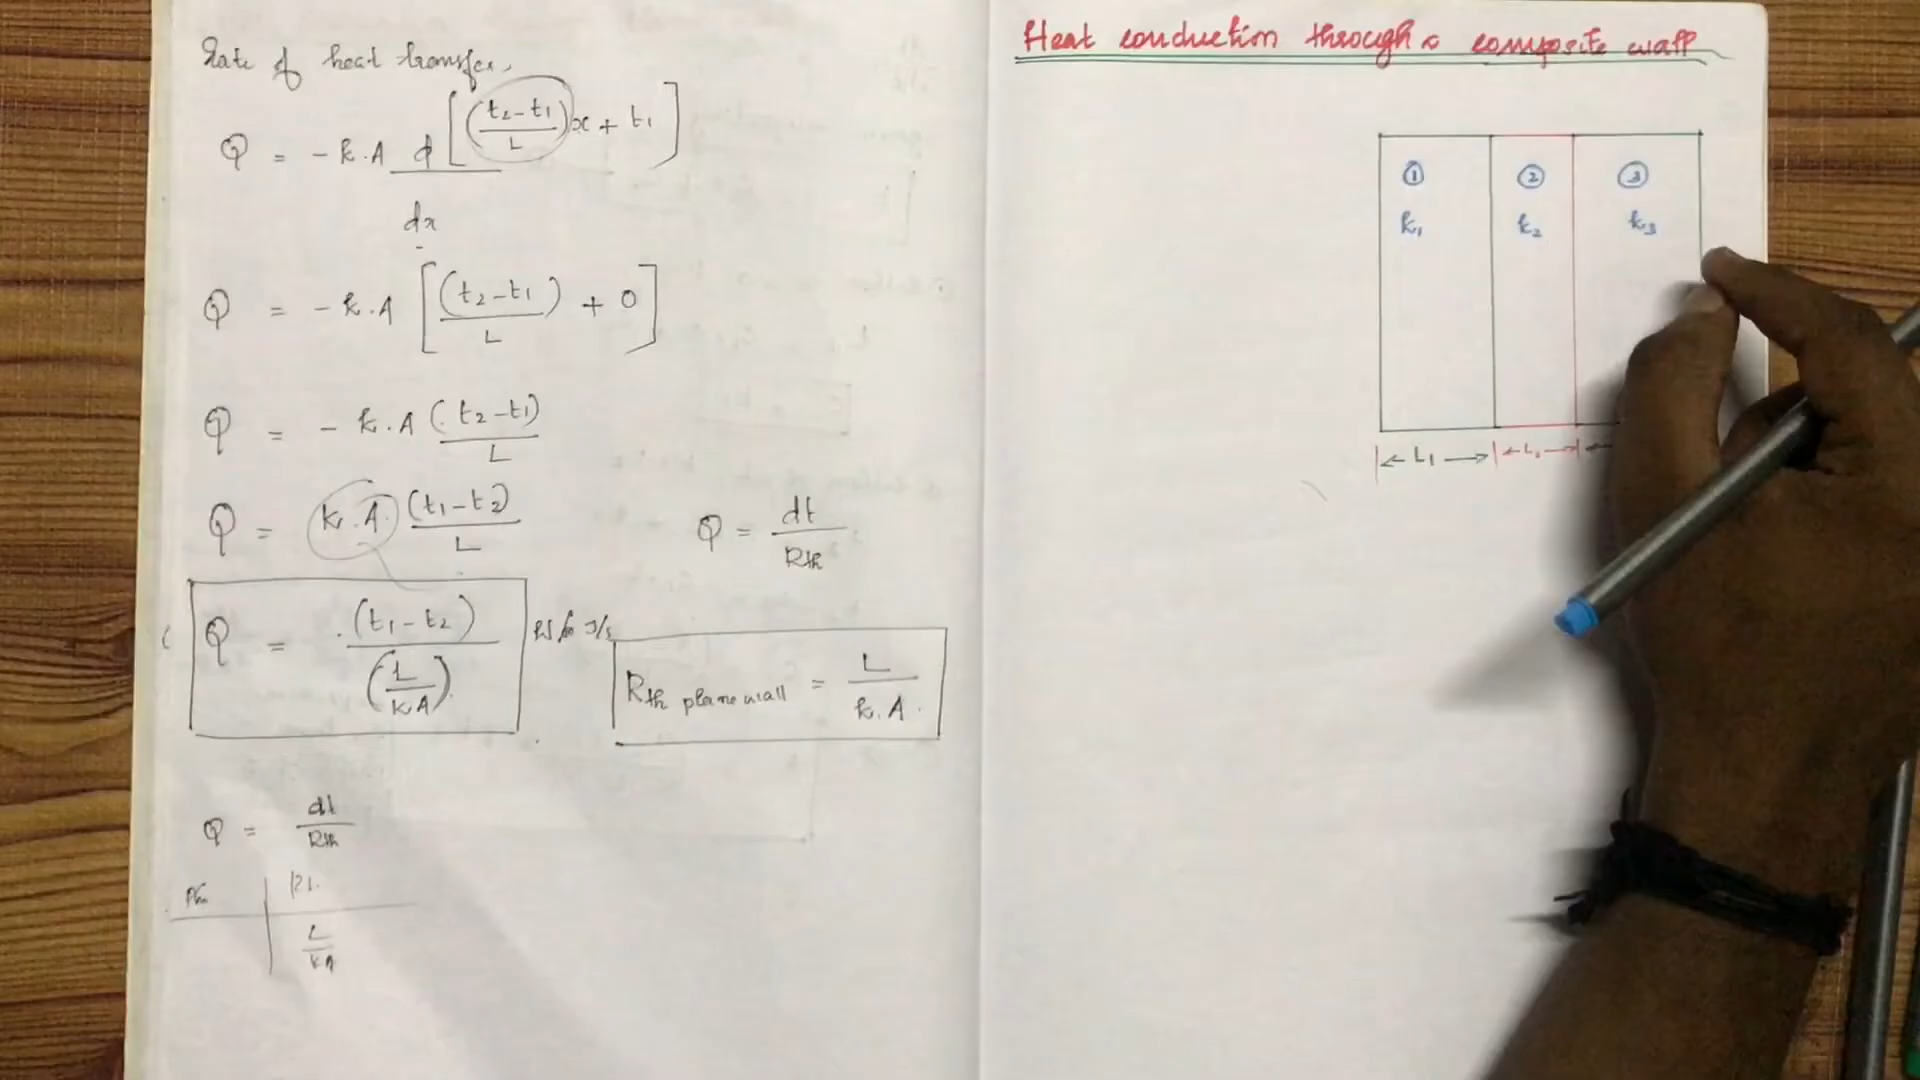 Rate of heat transfer,
Q = -k.A d[((t2-t1)/L)x + t1]
dx
Q = -k.A [(t2-t1)/L + 0]
Q = -k.A (t2-t1)/L
Q = k.A. (t1-t2)/L
Q = dt/Rth
Q = (t1-t2)/(L/kA)
J/s
Rth plane wall = L/k.A.
Q = dt/Rth
L/kA
Heat conduction through a composite wall
① ② ③
k1 k2 k3
L1